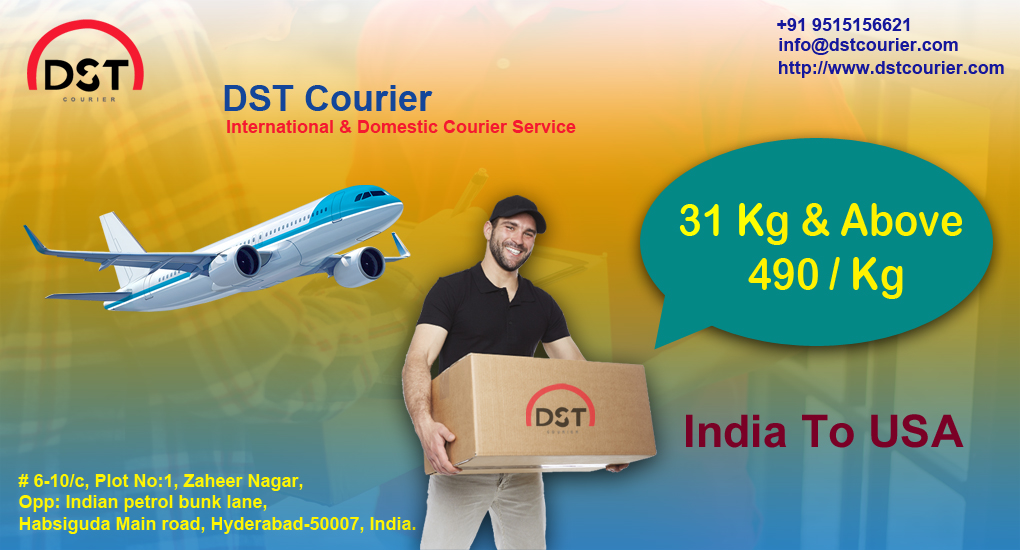 DST
COURIER
+91 9515156621
info@dstcourier.com
http://www.dstcourier.com
DST Courier
International & Domestic Courier Service
31 Kg & Above
490 / Kg
DST
COURIER
India To USA
# 6-10/c, Plot No:1, Zaheer Nagar,
Opp: Indian petrol bunk lane,
Habsiguda Main road, Hyderabad-50007, India.